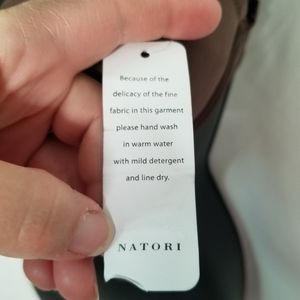 Because of the
delicacy of the fine
fabric in this garment
please hand wash
in warm water
with mild detergent
and line dry.
NATORI